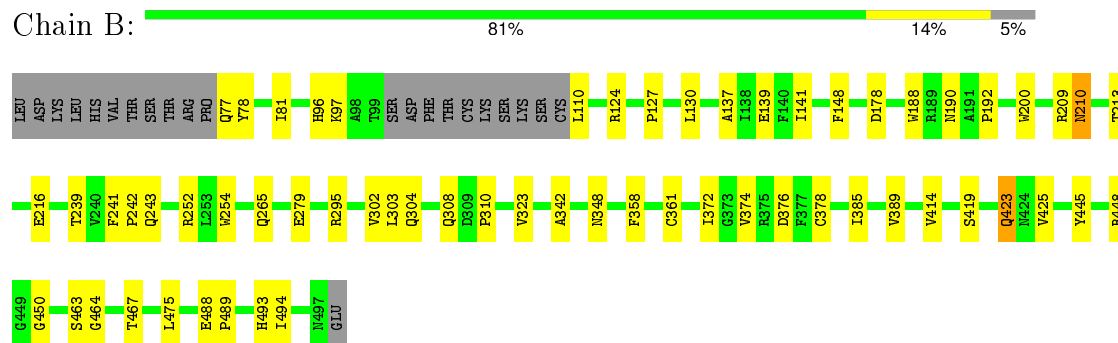 Chain B:
81% 14% 5%
LEU ASP LYS LEU HIS VAL THR SER THR ARG PRO Q77 Y78 I81 H96 K97 A98 T99 SER ASP PHE THR CYS LYS SER LYS SER CYS L110 R124 P127 L130 A137 I138 E139 F140 I141 F148 D178 W188 R189 N190 A191 P192 W200 R209 N210
E216 T239 V240 F241 P242 Q243 R252 L253 W254 Q265 E279 R295 V302 L303 Q304 Q308 D309 P310 V323 A342 N348 F358 C361 I372 G373 V374 R375 D376 F377 C378 I385 V389 V414 S419 Q423 N424 V425 Y445
G449 G450 S463 G464 T467 L475 E488 P489 H493 I494 N497 GLU